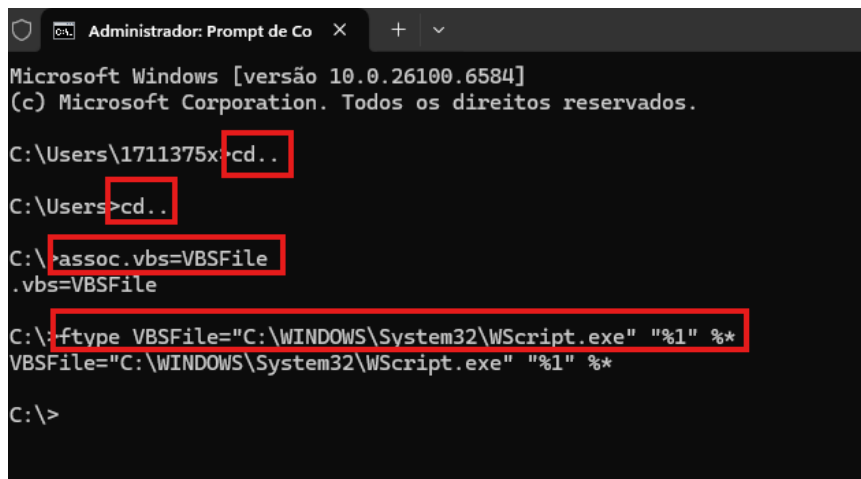 Administrador: Prompt de Co
Microsoft Windows [versão 10.0.26100.6584]
(c) Microsoft Corporation. Todos os direitos reservados.
C:\Users\1711375x>cd..
C:\Users>cd..
C:\>assoc.vbs=VBSFile
.vbs=VBSFile
C:\>ftype VBSFile="C:\WINDOWS\System32\WScript.exe" "%1" %*
VBSFile="C:\WINDOWS\System32\WScript.exe" "%1" %*
C:\>